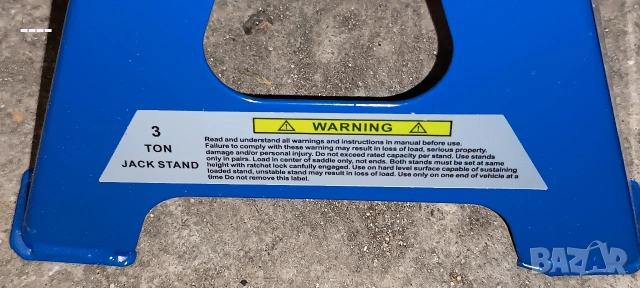 3
TON
JACK STAND
WARNING
Read and understand all warnings and instructions in manual before use.
Failure to comply with these warning may result in loss of load, serious property.
damage and/or personal injury. Do not exceed rated capacity per stand. Use stands
only in pairs. Load in center of saddle only, not ends. Both stands must be set at same
height with ratchet lock canfully engaged. Use on hard level surface capable of sustaining
loaded stand, unstable stand may result in loss of load. Use only on one end of vehicle at a
time Do not remove this label.
BAZAR
.bg